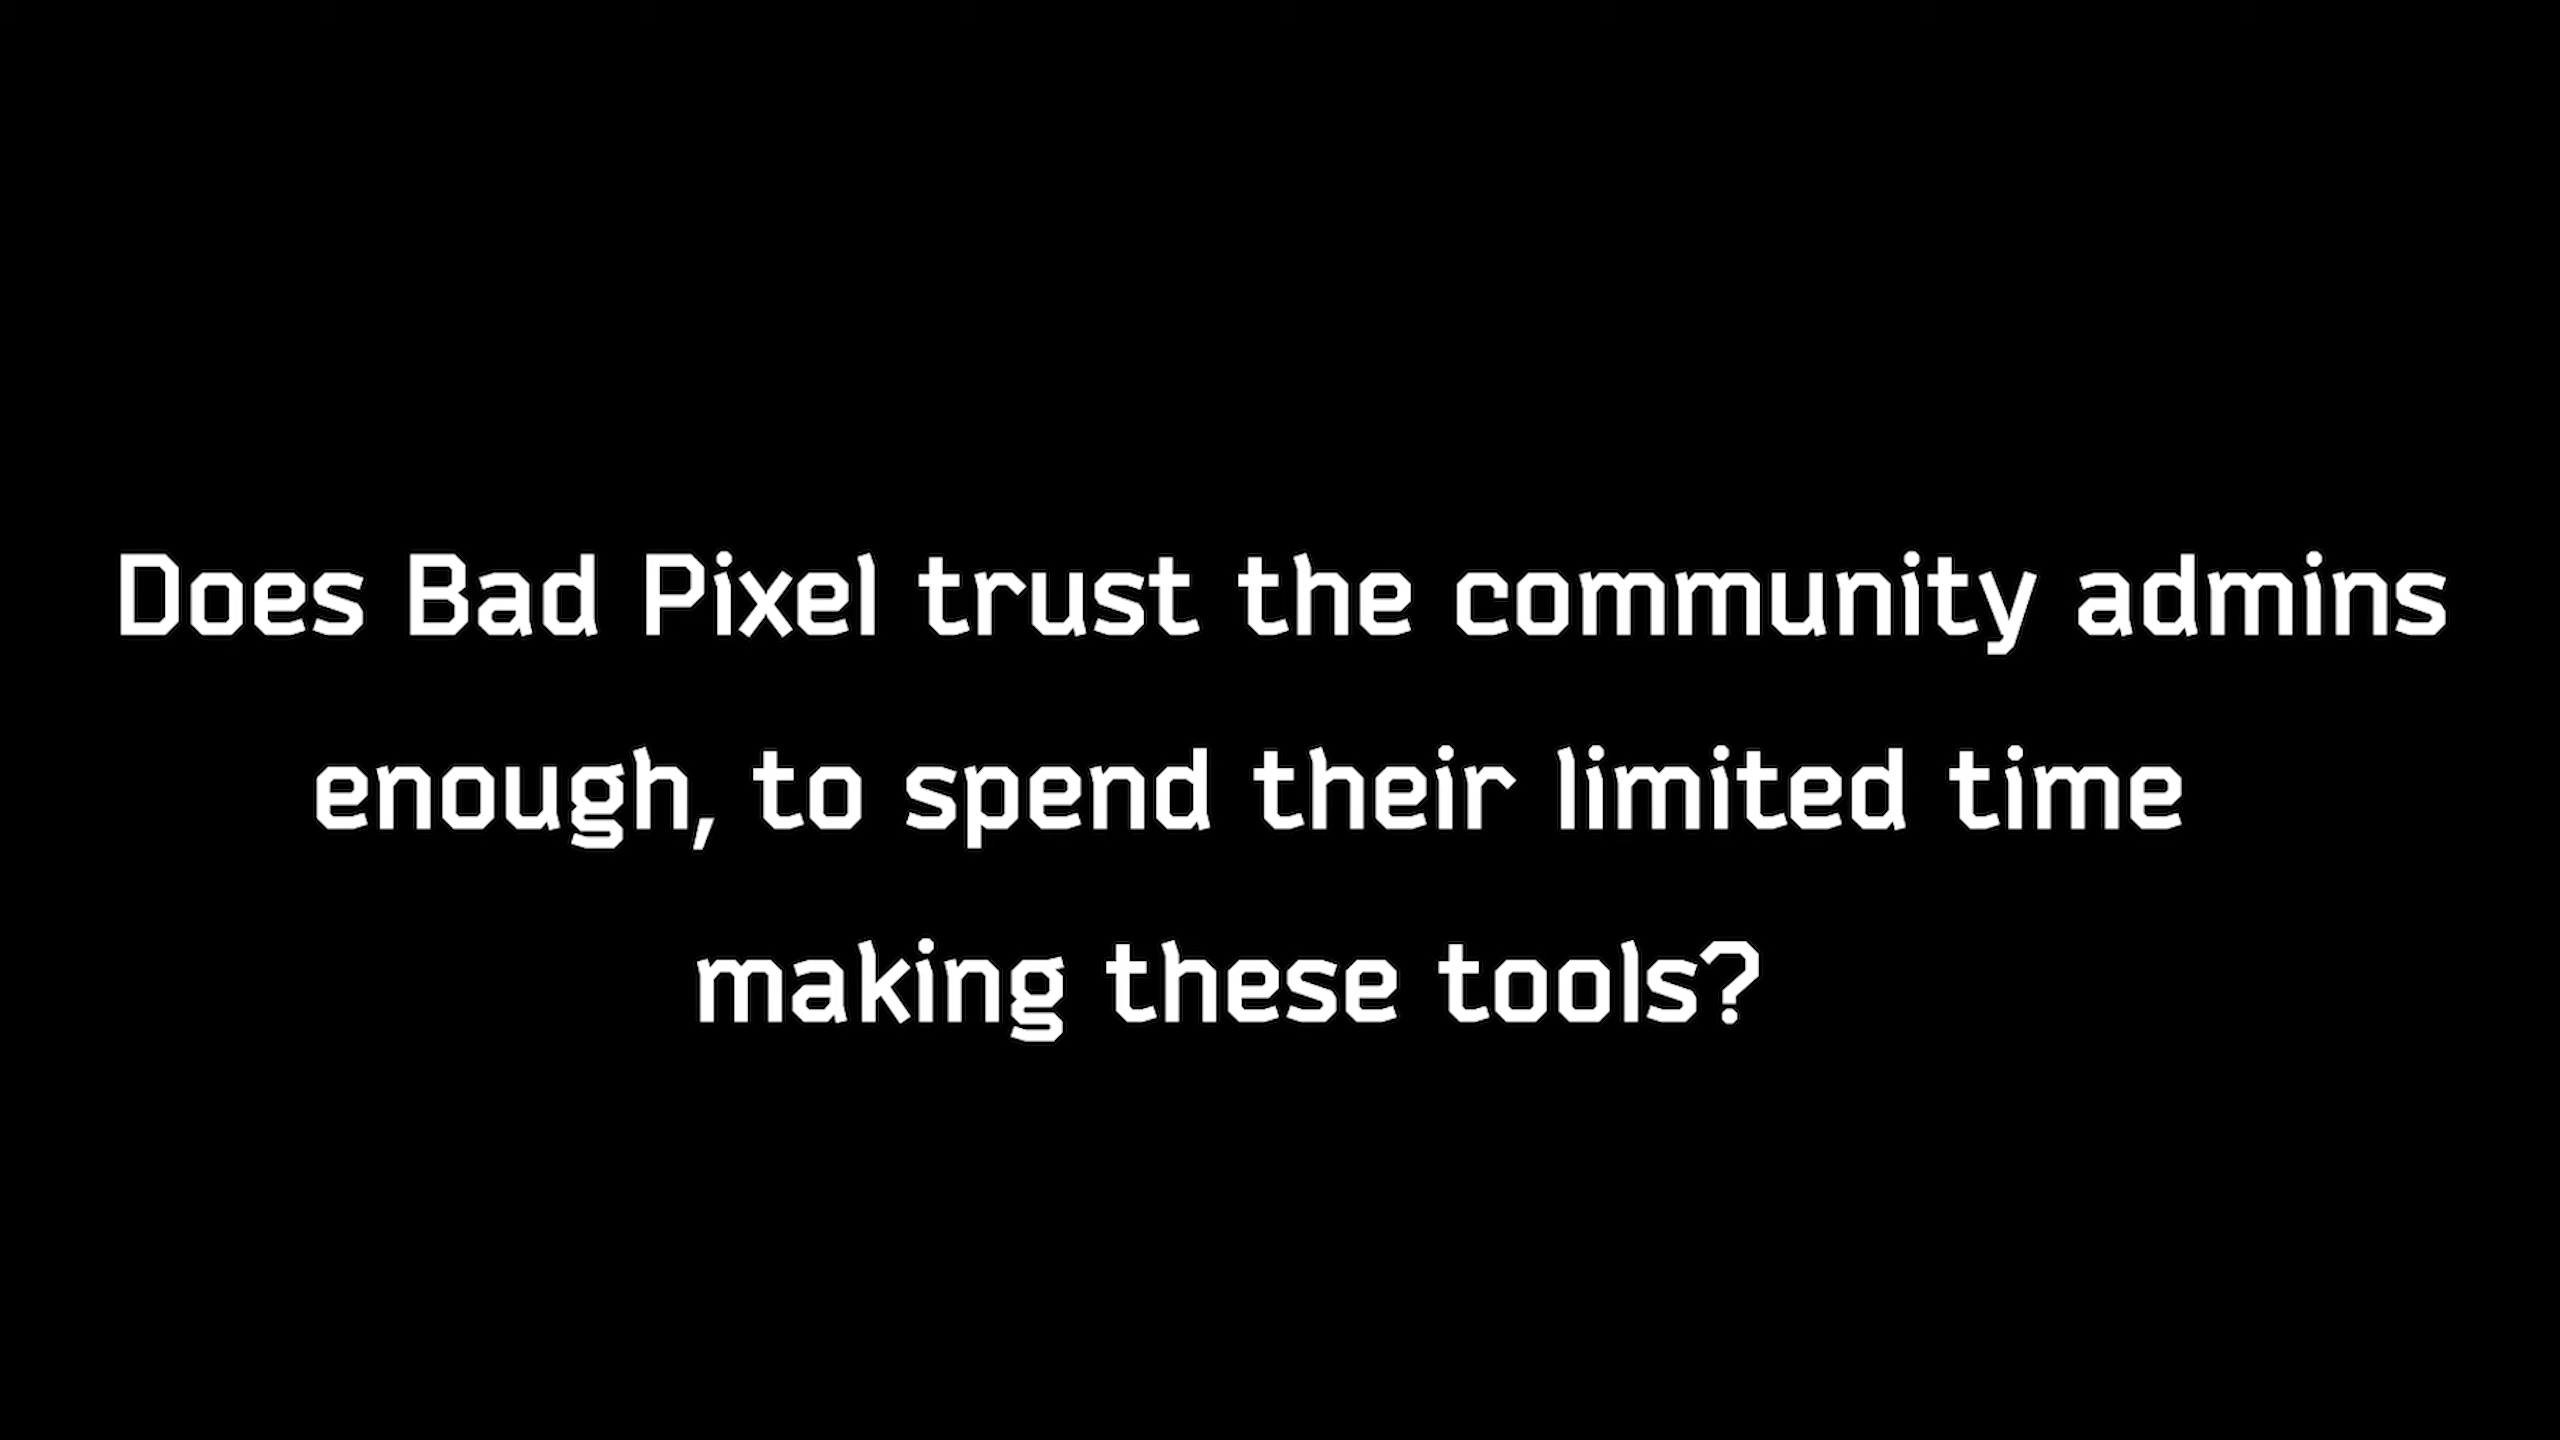 Does Bad Pixel trust the community admins
enough, to spend their limited time
making these tools?